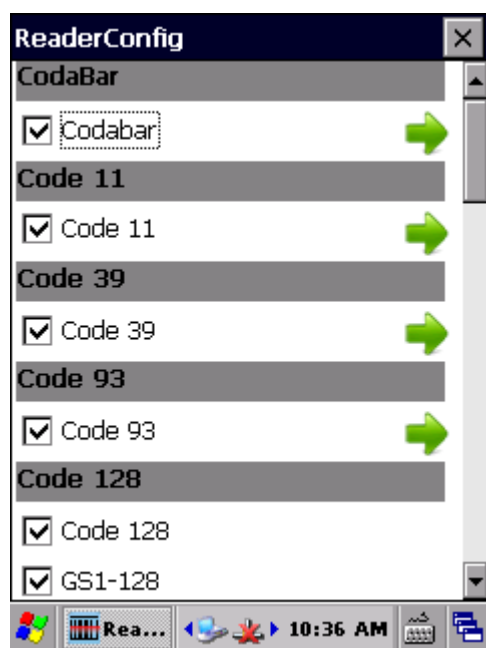 ReaderConfig
CodaBar
Codabar
Code 11
Code 11
Code 39
Code 39
Code 93
Code 93
Code 128
Code 128
GS1-128
Rea... 10:36 AM